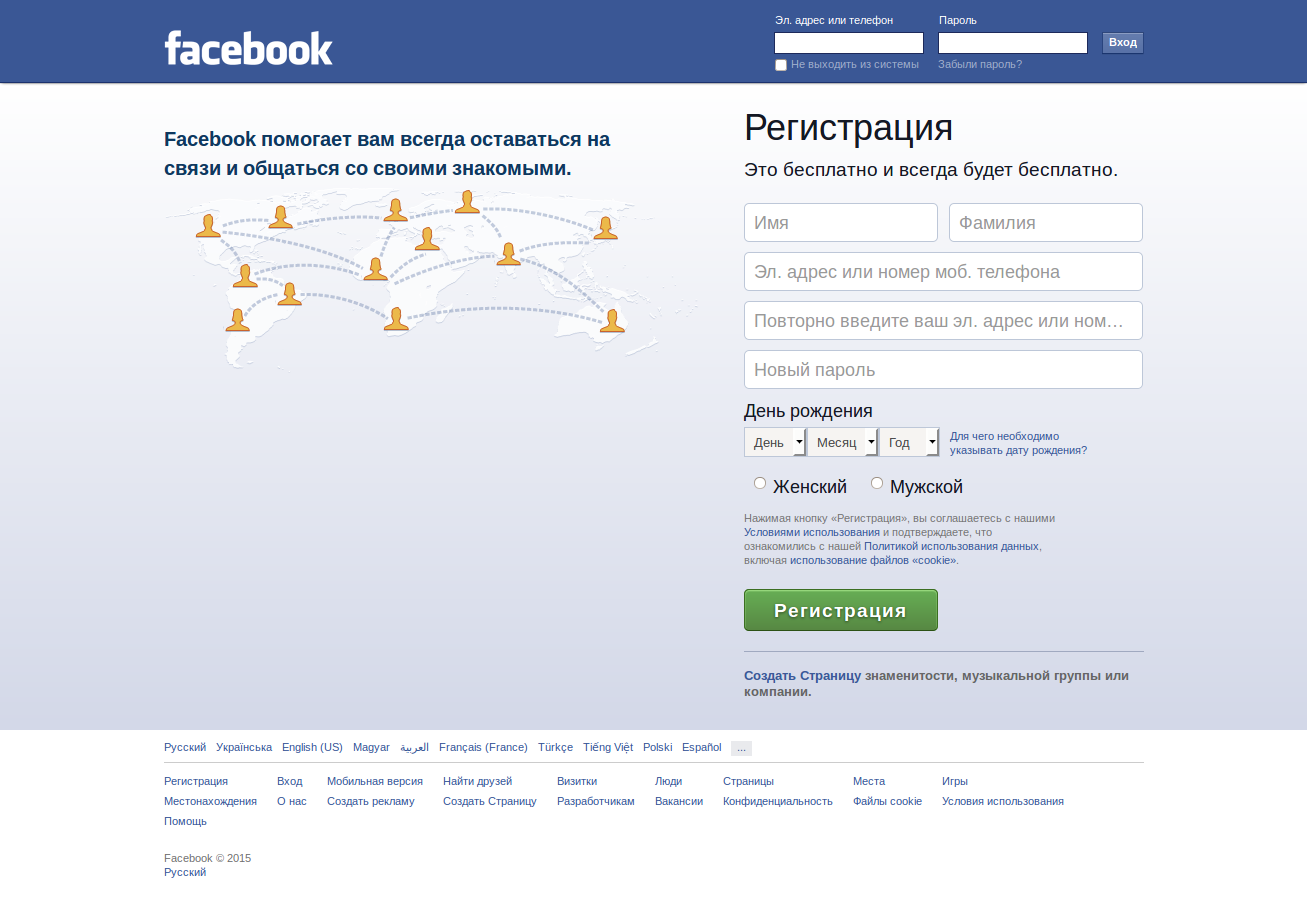 facebook
Эл. адрес или телефон
Пароль
Вход
Не выходить из системы
Забыли пароль?
Facebook помогает вам всегда оставаться на
связи и общаться со своими знакомыми.
Регистрация
Это бесплатно и всегда будет бесплатно.
Имя
Фамилия
Эл. адрес или номер моб. телефона
Повторно введите ваш эл. адрес или ном…
Новый пароль
День рождения
День Месяц Год
Для чего необходимо
указывать дату рождения?
Женский Мужской
Нажимая кнопку «Регистрация», вы соглашаетесь с нашими
Условиями использования и подтверждаете, что
ознакомились с нашей Политикой использования данных,
включая использование файлов «cookie».
Регистрация
Создать Страницу знаменитости, музыкальной группы или
компании.
Русский Українська English (US) Magyar العربية Français (France) Türkçe Tiếng Việt Polski Español ...
Регистрация Вход Мобильная версия Найти друзей Визитки Люди Страницы Места Игры
Местонахождения О нас Создать рекламу Создать Страницу Разработчикам Вакансии Конфиденциальность Файлы cookie Условия использования
Помощь
Facebook © 2015
Русский